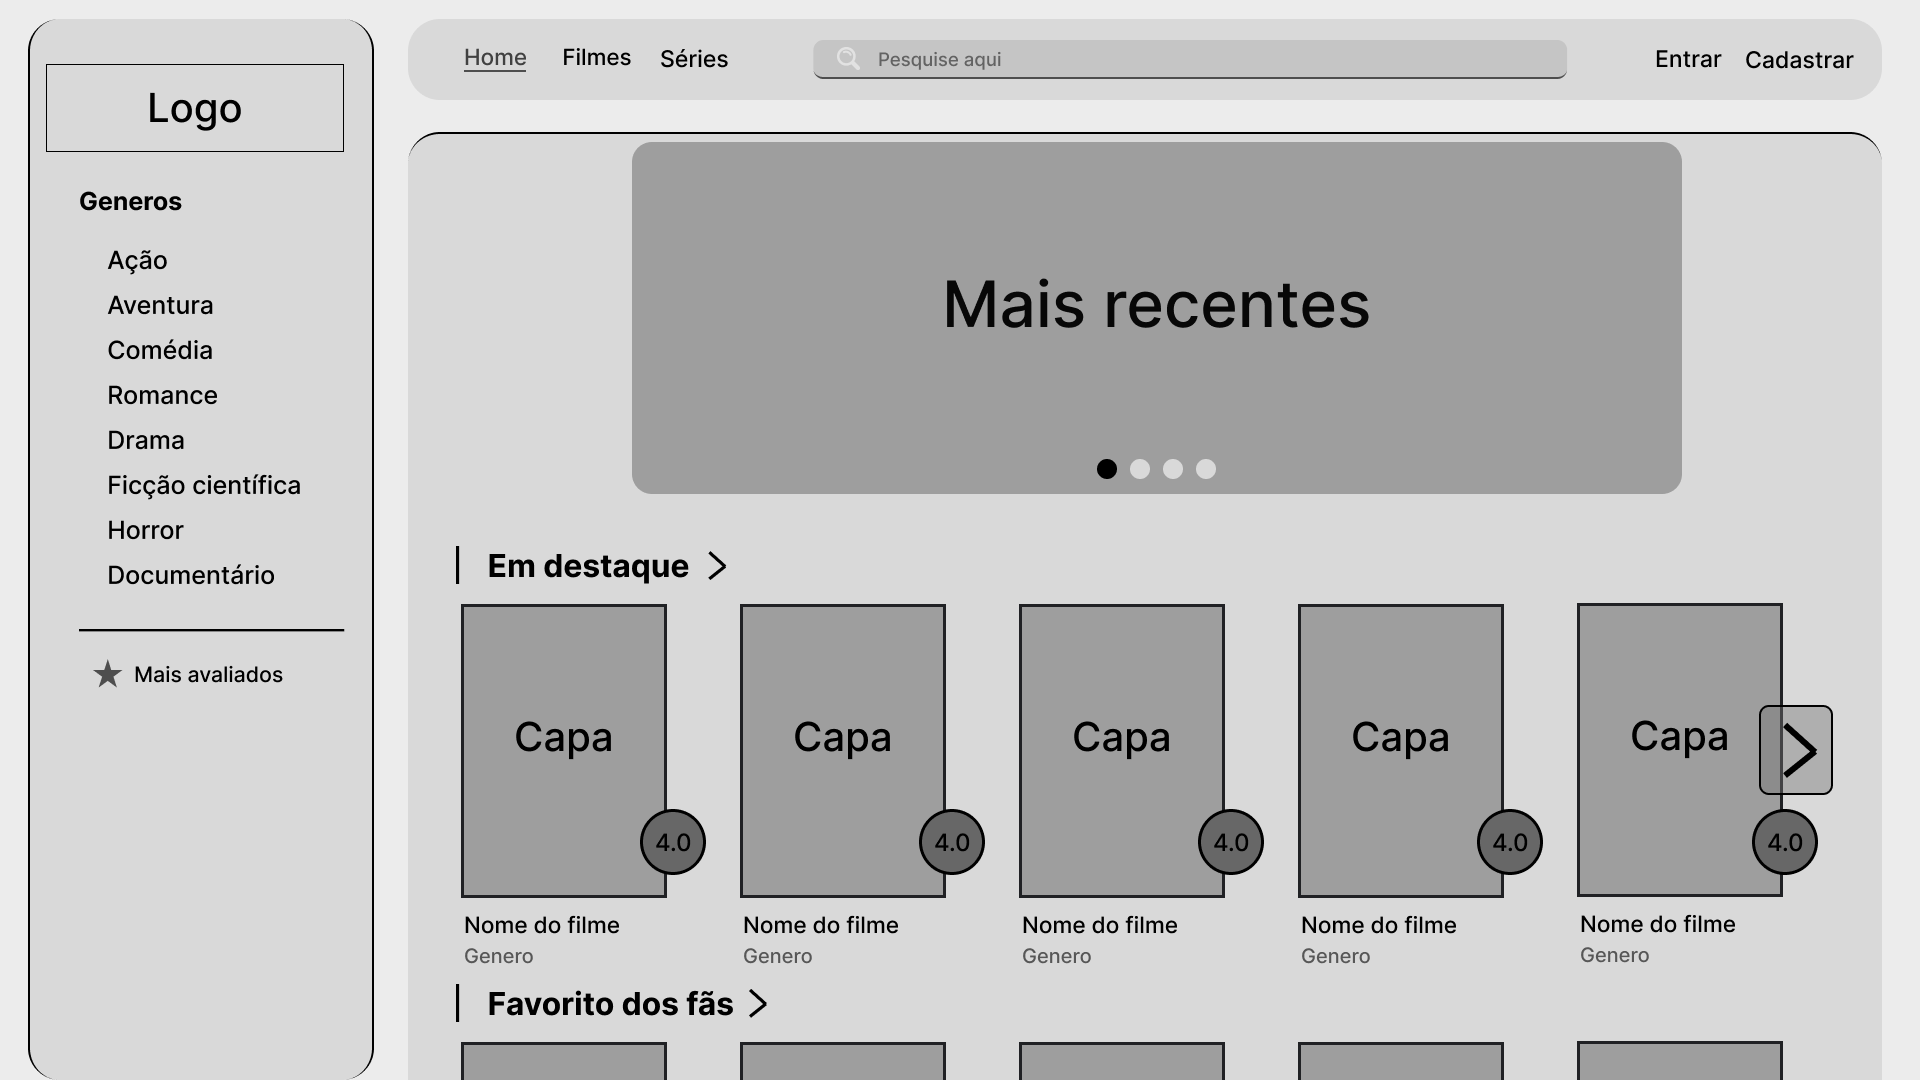 Logo
Generos
Ação
Aventura
Comédia
Romance
Drama
Ficção científica
Horror
Documentário
Mais avaliados
Home Filmes Séries Pesquise aqui Entrar Cadastrar
Mais recentes
Em destaque
Capa Capa Capa Capa Capa
4.0 4.0 4.0 4.0 4.0
Nome do filme Nome do filme Nome do filme Nome do filme Nome do filme
Genero Genero Genero Genero Genero
Favorito dos fãs